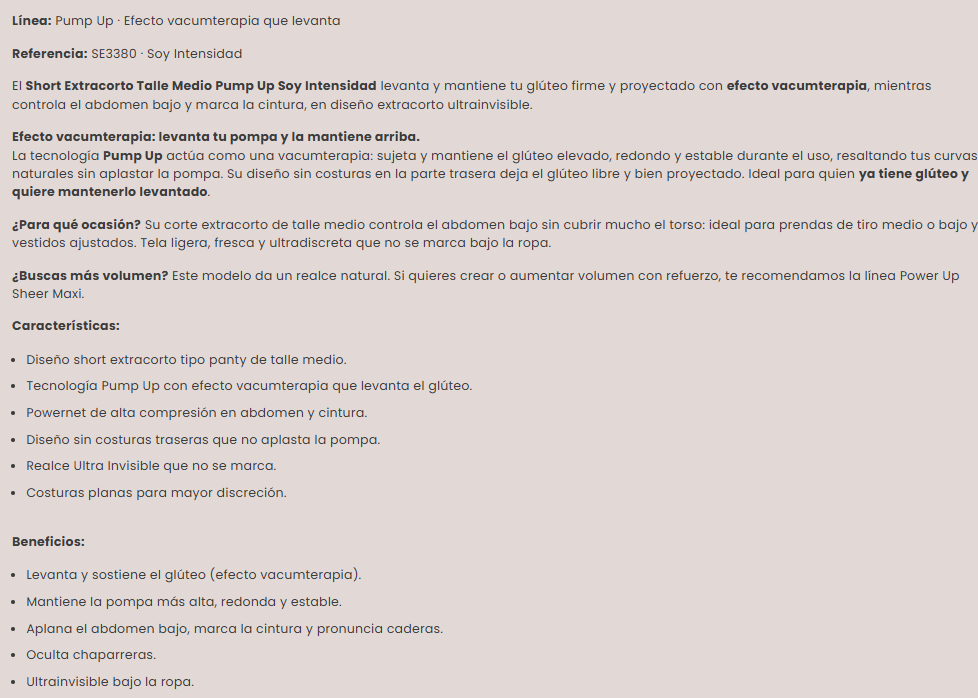 Línea: Pump Up · Efecto vacumterapia que levanta
Referencia: SE3380 · Soy Intensidad
El Short Extracorto Talle Medio Pump Up Soy Intensidad levanta y mantiene tu glúteo firme y proyectado con efecto vacumterapia, mientras
controla el abdomen bajo y marca la cintura, en diseño extracorto ultrainvisible.
Efecto vacumterapia: levanta tu pompa y la mantiene arriba.
La tecnología Pump Up actúa como una vacumterapia: sujeta y mantiene el glúteo elevado, redondo y estable durante el uso, resaltando tus curvas
naturales sin aplastar la pompa. Su diseño sin costuras en la parte trasera deja el glúteo libre y bien proyectado. Ideal para quien ya tiene glúteo y
quiere mantenerlo levantado.
¿Para qué ocasión? Su corte extracorto de talle medio controla el abdomen bajo sin cubrir mucho el torso: ideal para prendas de tiro medio o bajo y
vestidos ajustados. Tela ligera, fresca y ultradiscreta que no se marca bajo la ropa.
¿Buscas más volumen? Este modelo da un realce natural. Si quieres crear o aumentar volumen con refuerzo, te recomendamos la línea Power Up
Sheer Maxi.
Características:
• Diseño short extracorto tipo panty de talle medio.
• Tecnología Pump Up con efecto vacumterapia que levanta el glúteo.
• Powernet de alta compresión en abdomen y cintura.
• Diseño sin costuras traseras que no aplasta la pompa.
• Realce Ultra Invisible que no se marca.
• Costuras planas para mayor discreción.
Beneficios:
• Levanta y sostiene el glúteo (efecto vacumterapia).
• Mantiene la pompa más alta, redonda y estable.
• Aplana el abdomen bajo, marca la cintura y pronuncia caderas.
• Oculta chaparreras.
• Ultrainvisible bajo la ropa.